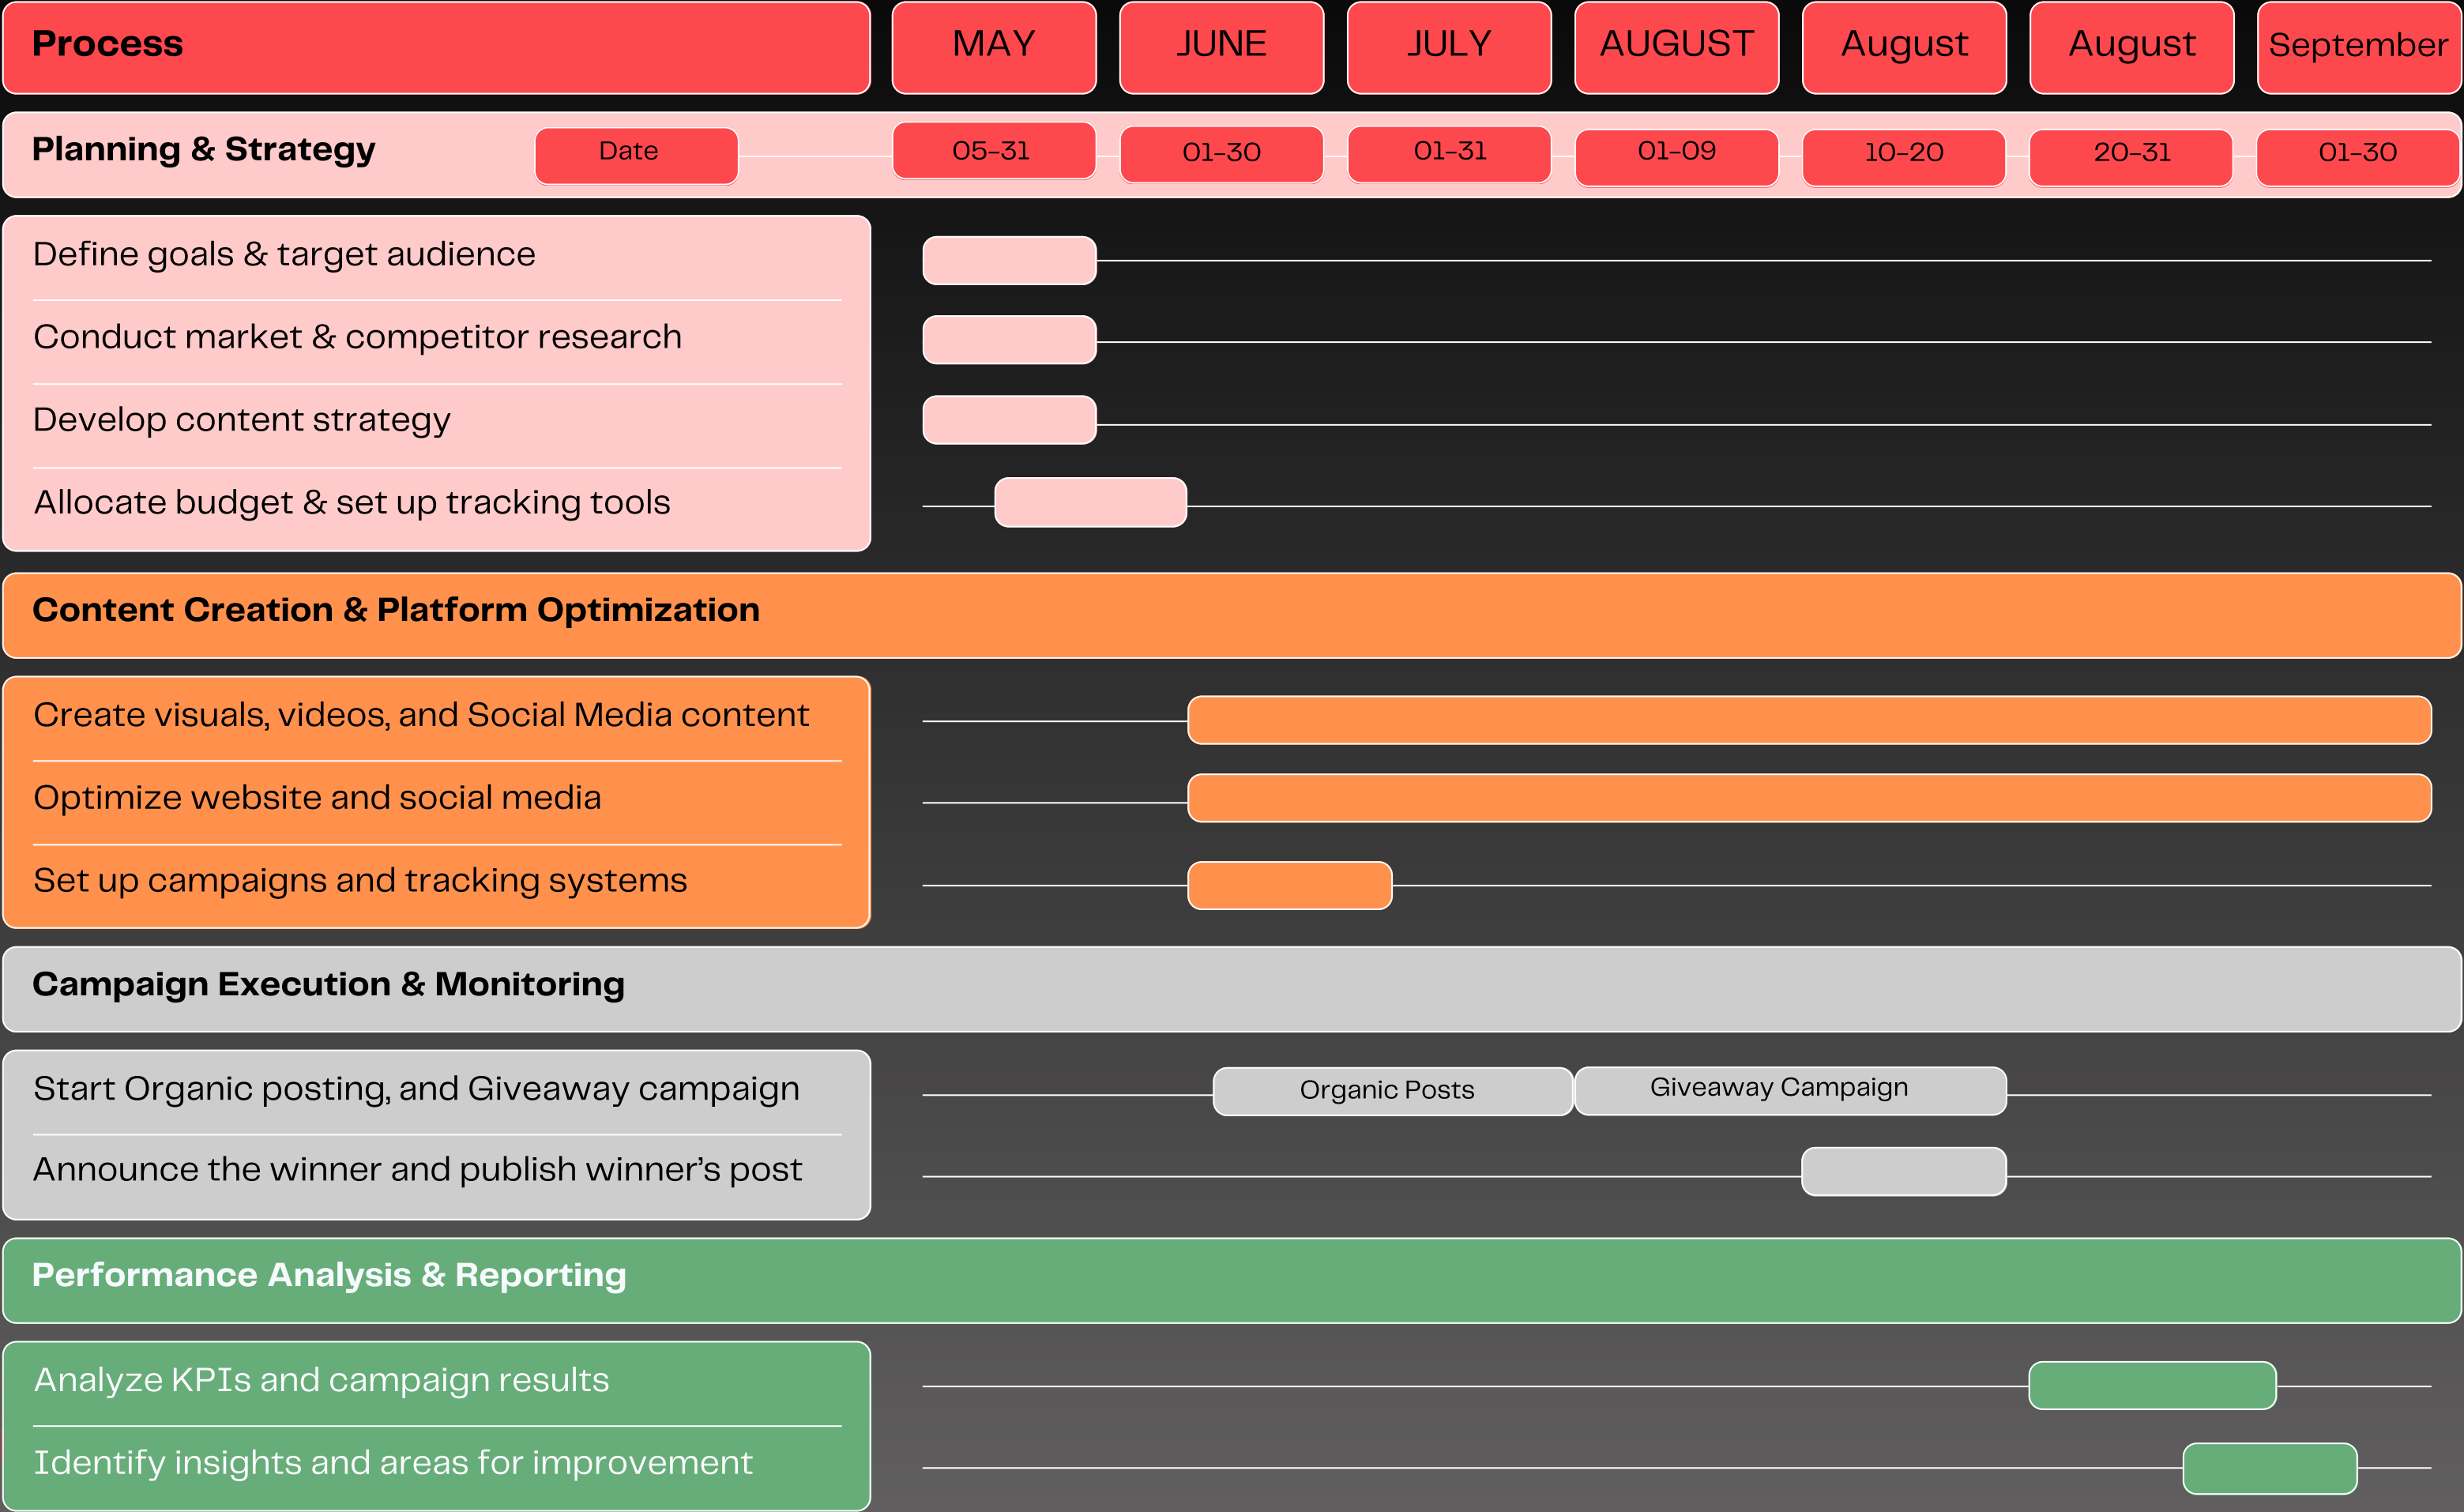 Process
MAY
JUNE
JULY
AUGUST
August
August
September
Planning & Strategy
Date
05-31
01-30
01-31
01-09
10-20
20-31
01-30
Define goals & target audience
Conduct market & competitor research
Develop content strategy
Allocate budget & set up tracking tools
Content Creation & Platform Optimization
Create visuals, videos, and Social Media content
Optimize website and social media
Set up campaigns and tracking systems
Campaign Execution & Monitoring
Start Organic posting, and Giveaway campaign
Organic Posts
Giveaway Campaign
Announce the winner and publish winner’s post
Performance Analysis & Reporting
Analyze KPIs and campaign results
Identify insights and areas for improvement